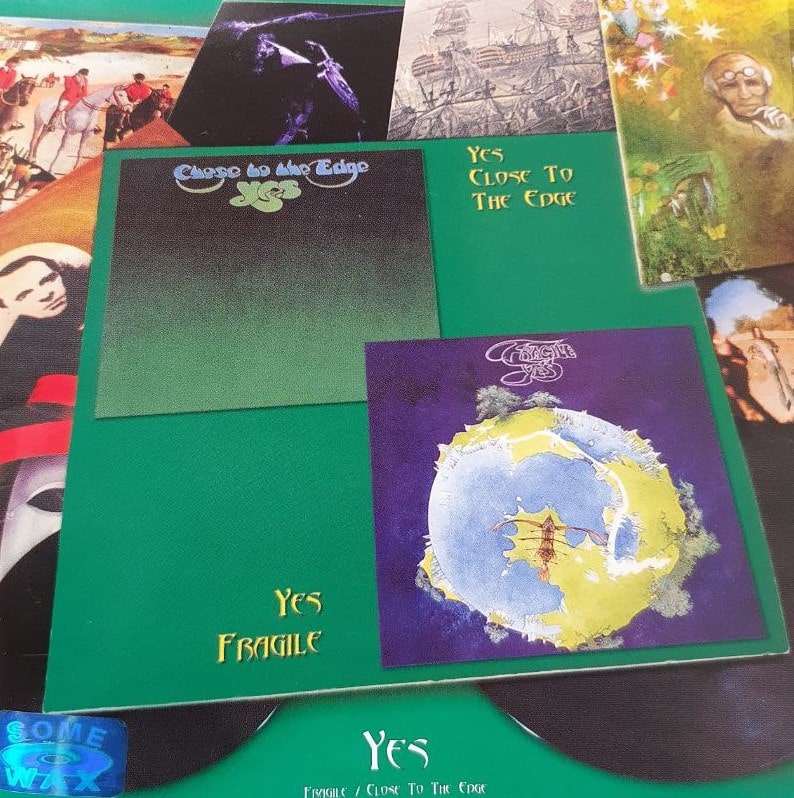 Close to the Edge
Yes
YES
CLOSE TO
THE EDGE
FRAGILE
YES
YES
FRAGILE
SOME
WAX
YES
FRAGILE / CLOSE TO THE EDGE